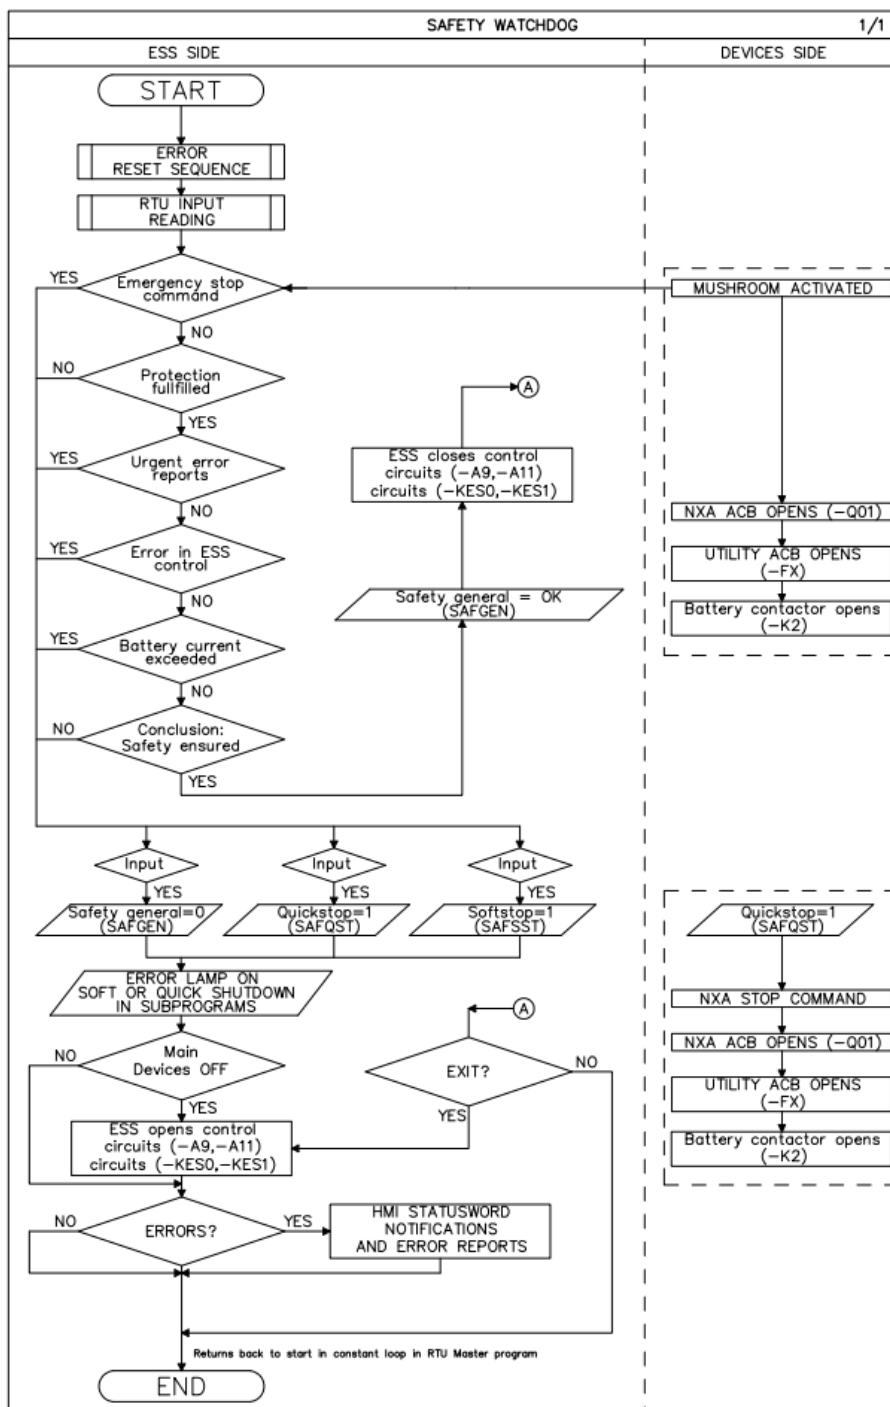 SAFETY WATCHDOG
1/1
ESS SIDE
DEVICES SIDE
START
ERROR
RESET SEQUENCE
RTU INPUT
READING
YES
Emergency stop
command
MUSHROOM ACTIVATED
NO
NO
Protection
fullfilled
A
YES
YES
Urgent error
reports
ESS closes control
circuits (-A9,-A11)
circuits (-KES0,-KES1)
NO
NXA ACB OPENS (-Q01)
YES
Error in ESS
control
UTILITY ACB OPENS
(-FX)
NO
Safety general = OK
(SAFGEN)
Battery contactor opens
(-K2)
YES
Battery current
exceeded
NO
NO
Conclusion:
Safety ensured
YES
Input
Input
Input
YES
YES
YES
Safety general=0
(SAFGEN)
Quickstop=1
(SAFQST)
Softstop=1
(SAFSST)
Quickstop=1
(SAFQST)
ERROR LAMP ON
SOFT OR QUICK SHUTDOWN
IN SUBPROGRAMS
A
NXA STOP COMMAND
NO
Main
Devices OFF
EXIT?
NO
NXA ACB OPENS (-Q01)
YES
YES
UTILITY ACB OPENS
(-FX)
ESS opens control
circuits (-A9,-A11)
circuits (-KES0,-KES1)
Battery contactor opens
(-K2)
NO
ERRORS?
YES
HMI STATUSWORD
NOTIFICATIONS
AND ERROR REPORTS
Returns back to start in constant loop in RTU Master program
END